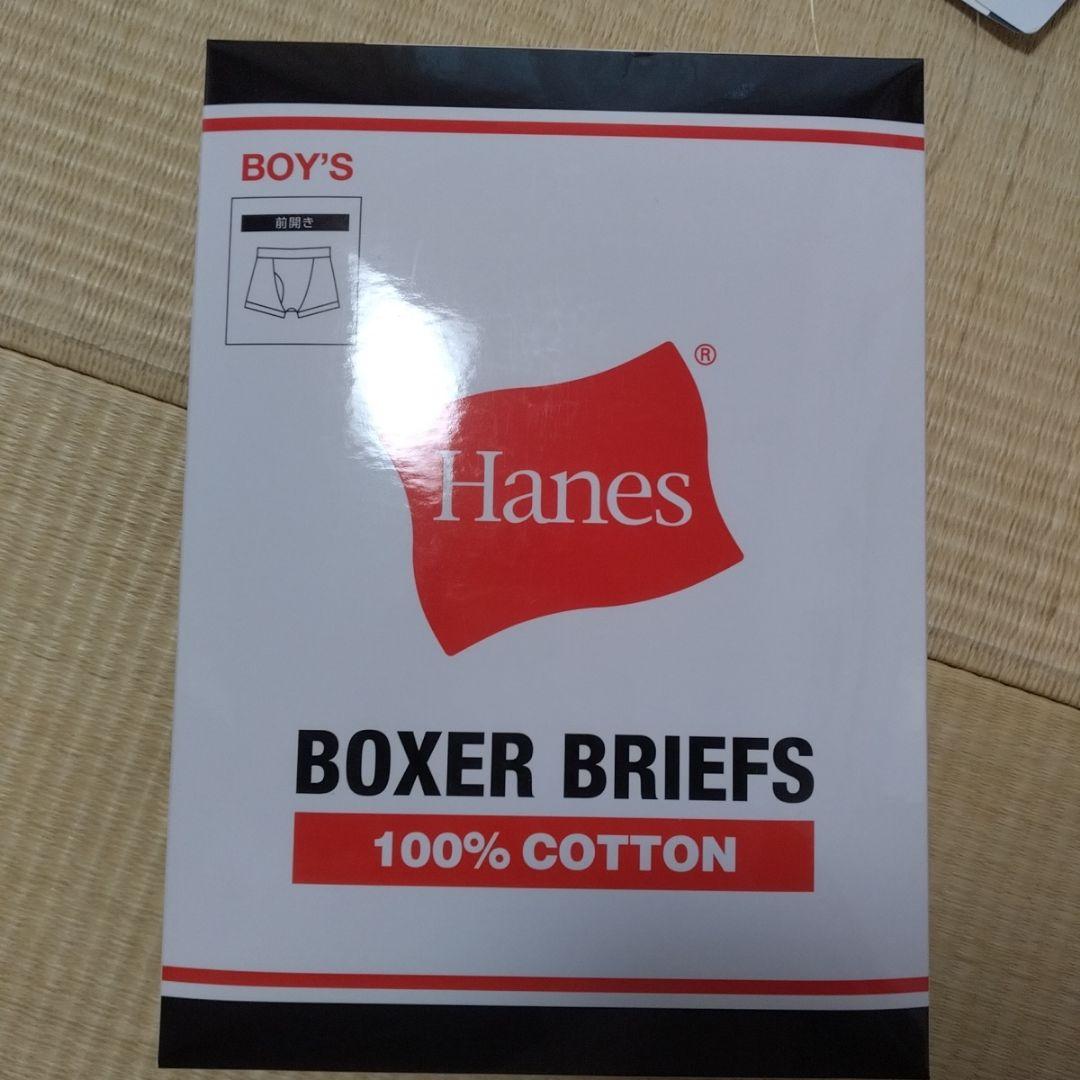 BOY'S
前開き
Hanes®
BOXER BRIEFS
100% COTTON